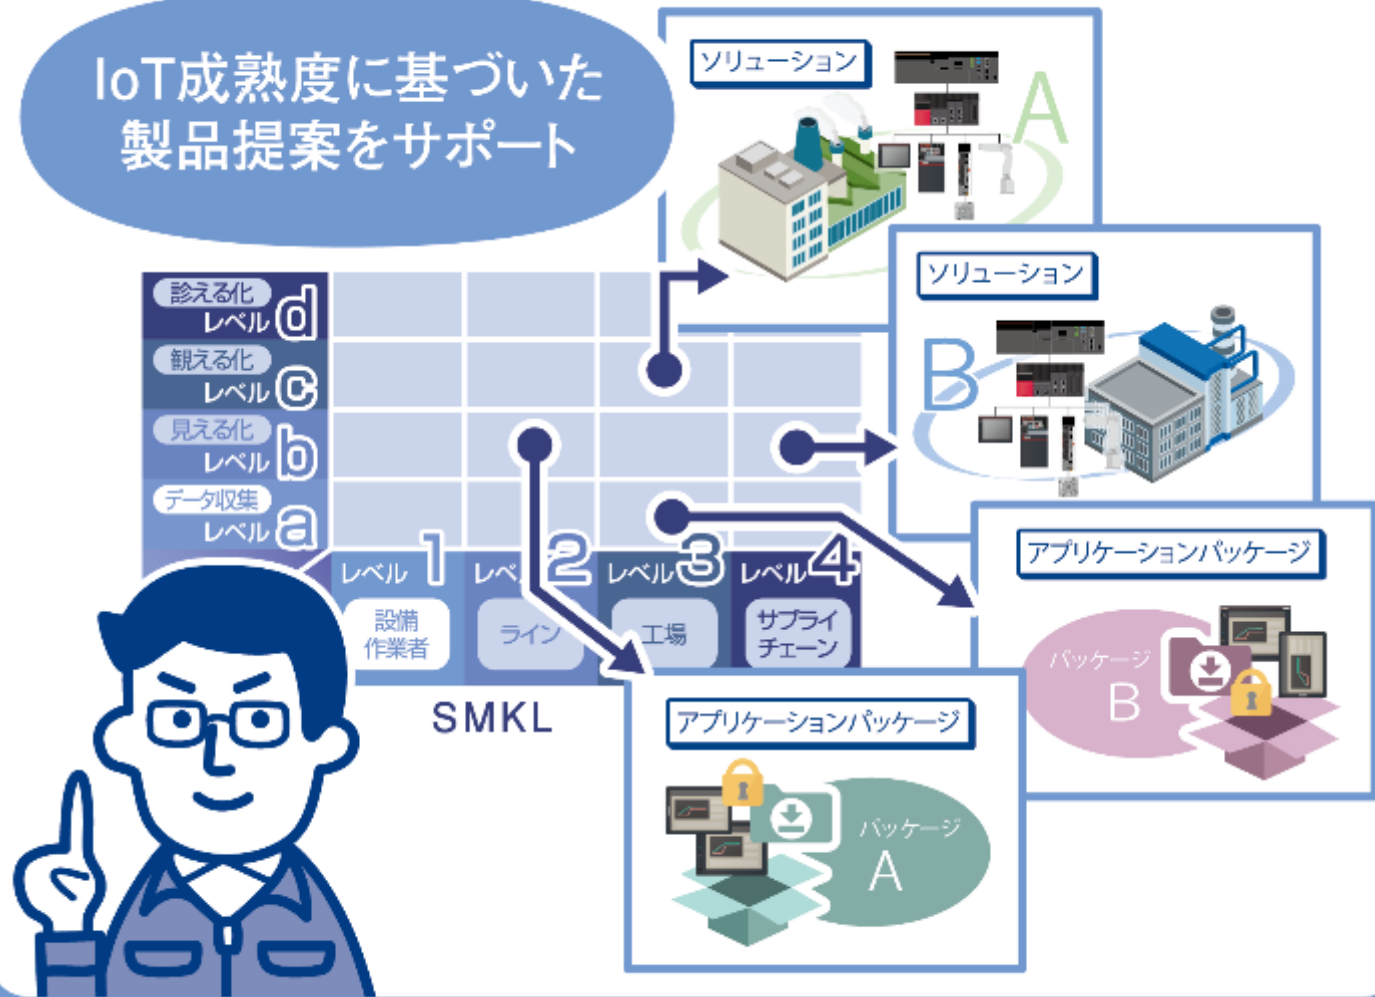 IoT成熟度に基づいた
製品提案をサポート
ソリューション
A
ソリューション
B
診える化
レベル d
観える化
レベル c
見える化
レベル b
データ収集
レベル a
レベル 1
設備
作業者
レベル 2
ライン
レベル 3
工場
レベル 4
サプライ
チェーン
SMKL
アプリケーションパッケージ
パッケージ
B
アプリケーションパッケージ
パッケージ
A